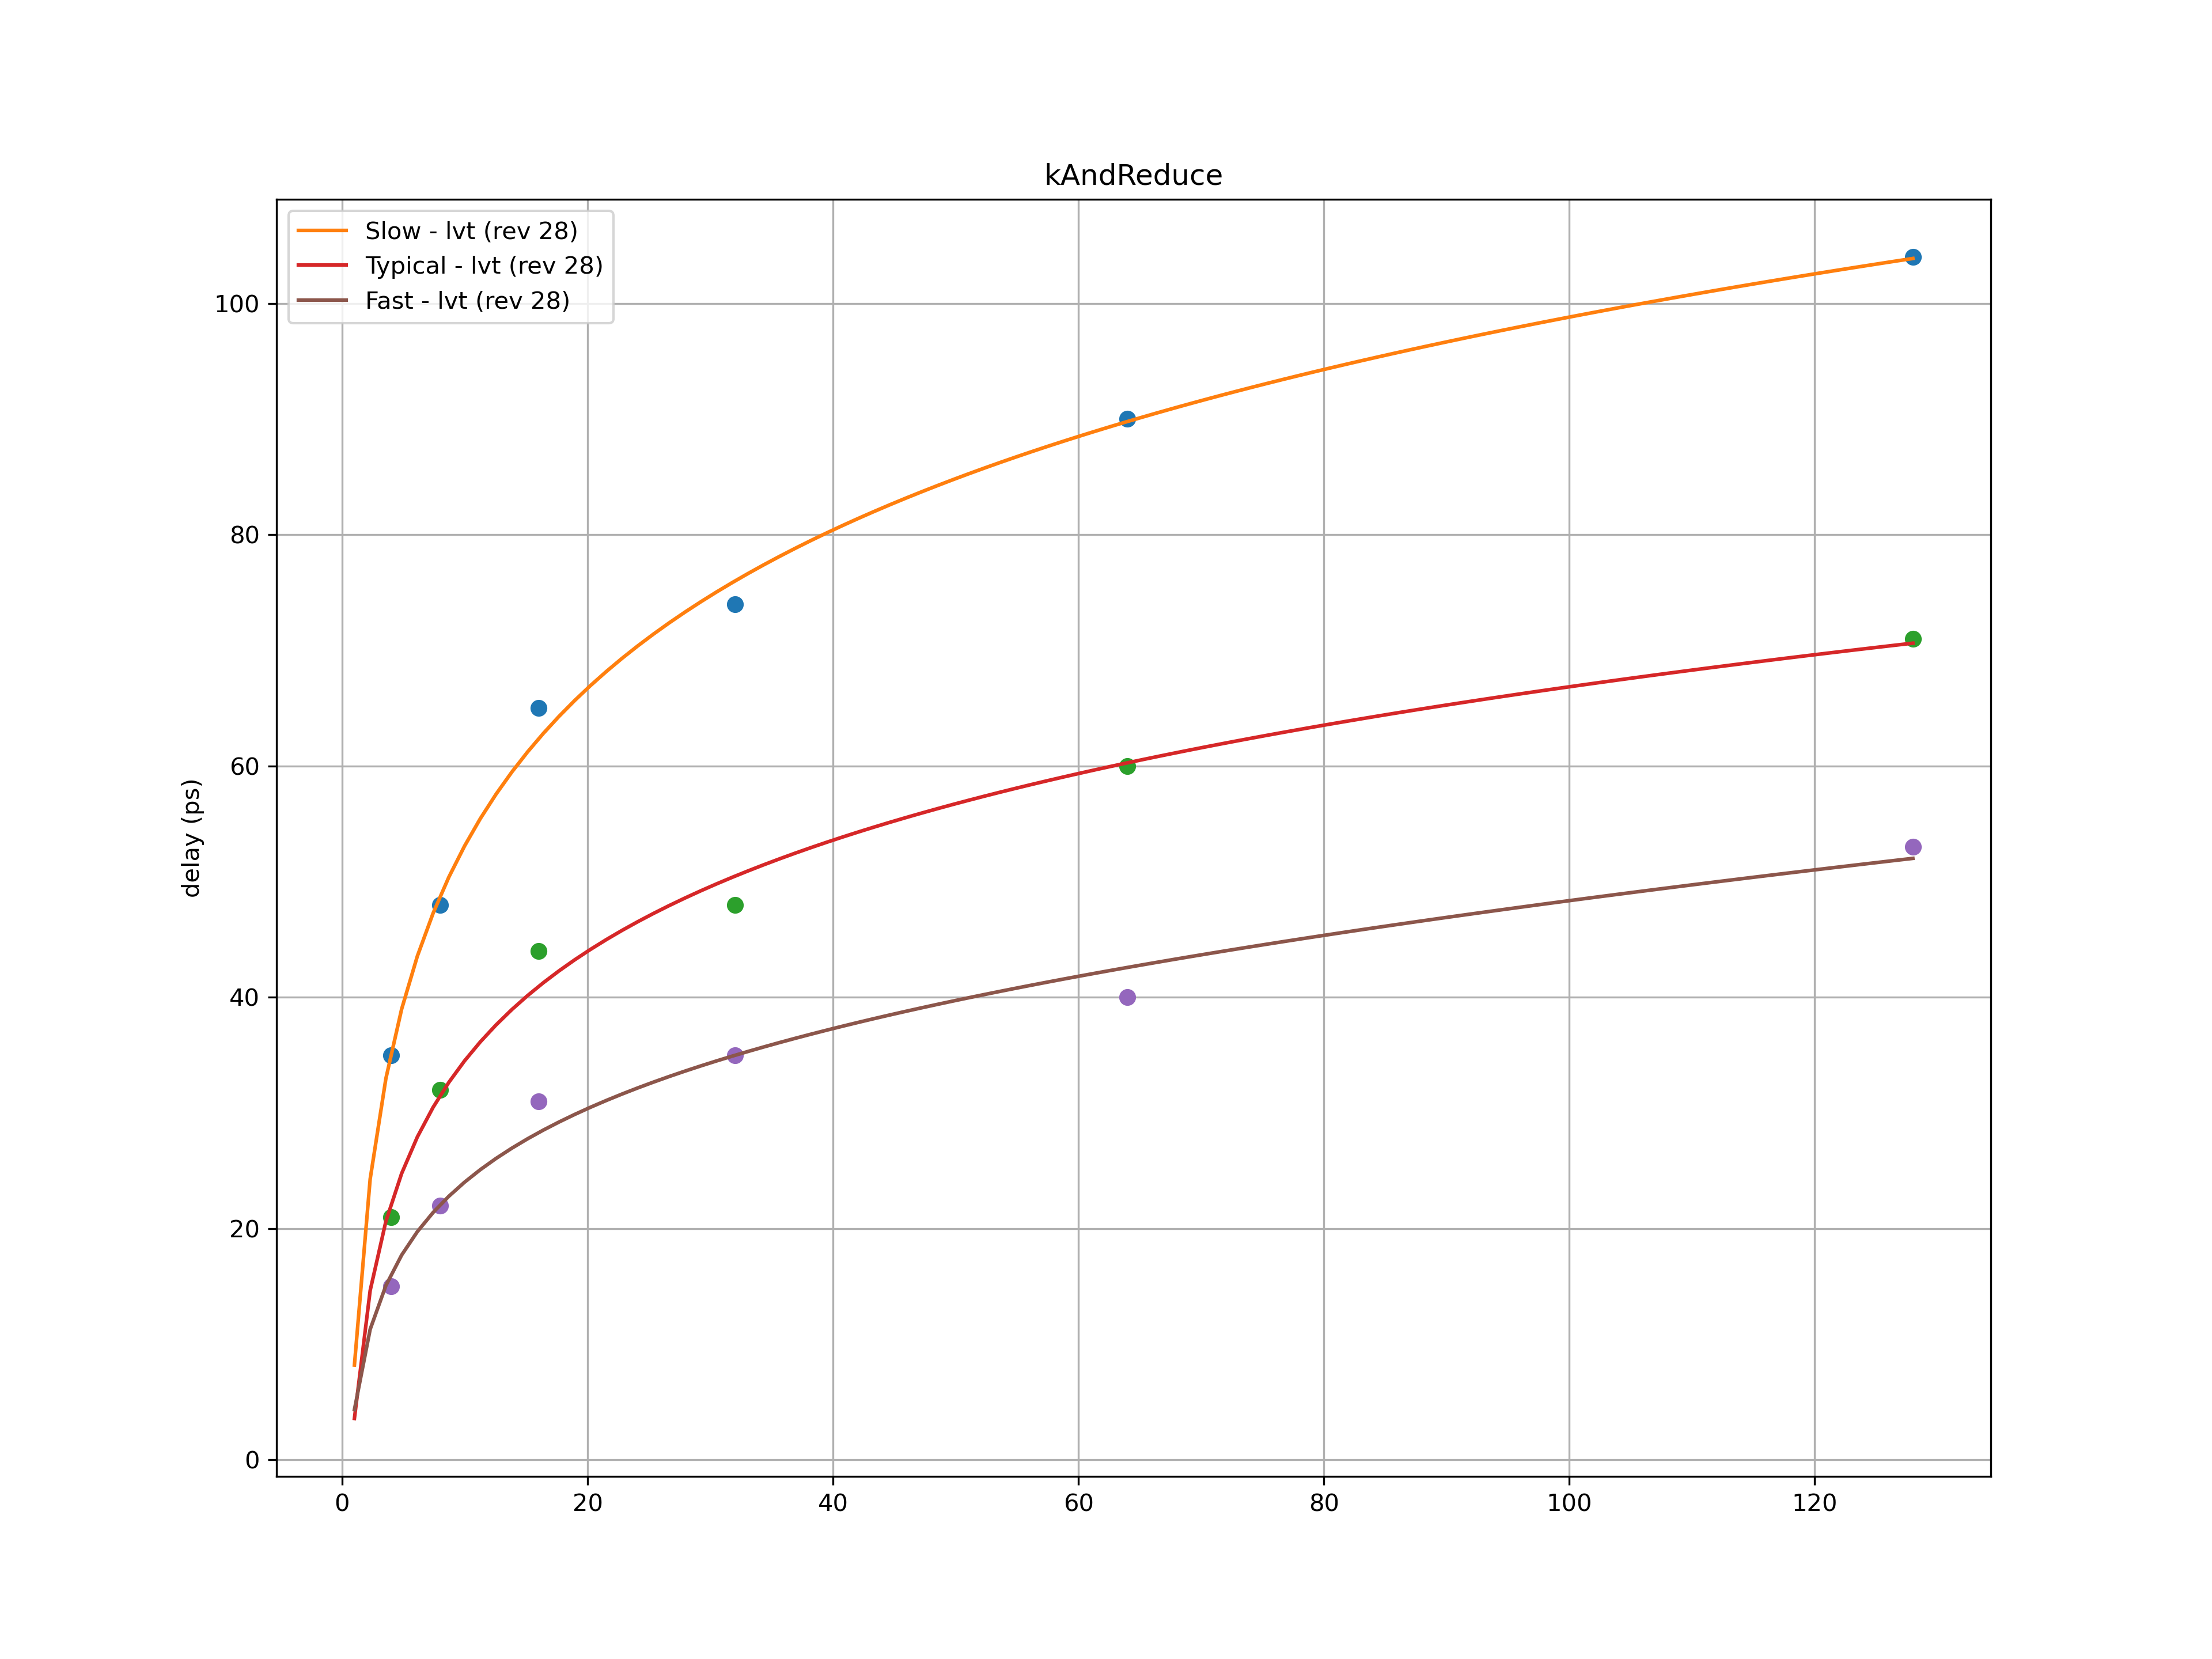 kAndReduce
Slow - lvt (rev 28)
Typical - lvt (rev 28)
Fast - lvt (rev 28)
delay (ps)
100
80
60
40
20
0
0 20 40 60 80 100 120